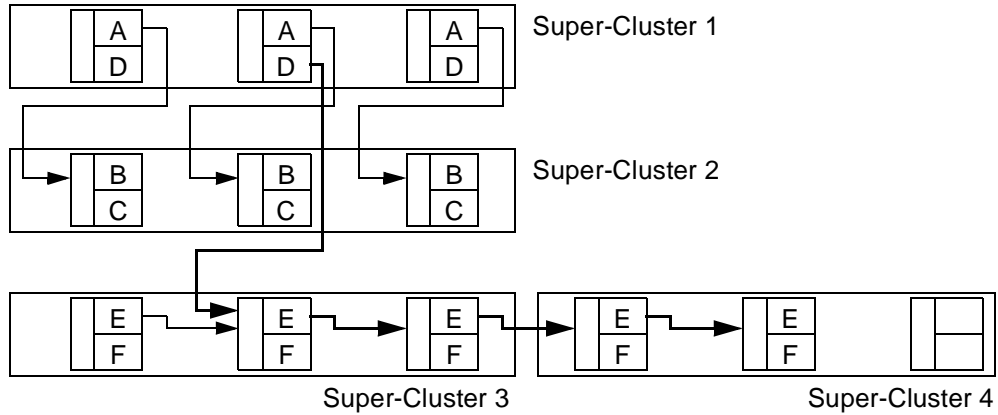 A A A Super-Cluster 1
D D D
B B B Super-Cluster 2
C C C
E E E E E
F F F F F
Super-Cluster 3 Super-Cluster 4